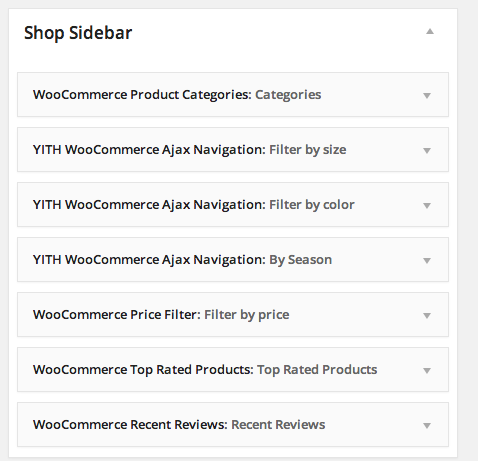 Shop Sidebar
WooCommerce Product Categories: Categories
YITH WooCommerce Ajax Navigation: Filter by size
YITH WooCommerce Ajax Navigation: Filter by color
YITH WooCommerce Ajax Navigation: By Season
WooCommerce Price Filter: Filter by price
WooCommerce Top Rated Products: Top Rated Products
WooCommerce Recent Reviews: Recent Reviews